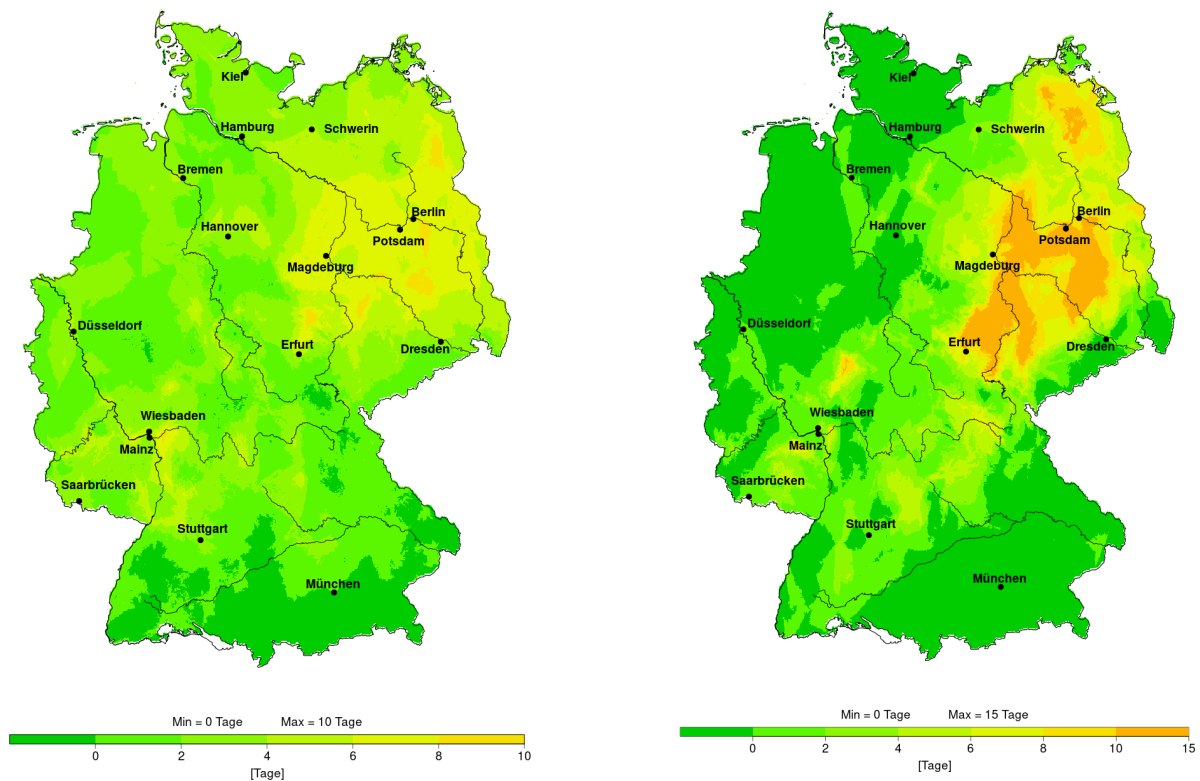 Kiel
Hamburg
Schwerin
Bremen
Berlin
Hannover
Potsdam
Magdeburg
Düsseldorf
Erfurt
Dresden
Wiesbaden
Mainz
Saarbrücken
Stuttgart
München
Min = 0 Tage Max = 10 Tage
0 2 4 6 8 10
[Tage]
Kiel
Hamburg
Schwerin
Bremen
Berlin
Hannover
Potsdam
Magdeburg
Düsseldorf
Erfurt
Dresden
Wiesbaden
Mainz
Saarbrücken
Stuttgart
München
Min = 0 Tage Max = 15 Tage
0 2 4 6 8 10 15
[Tage]